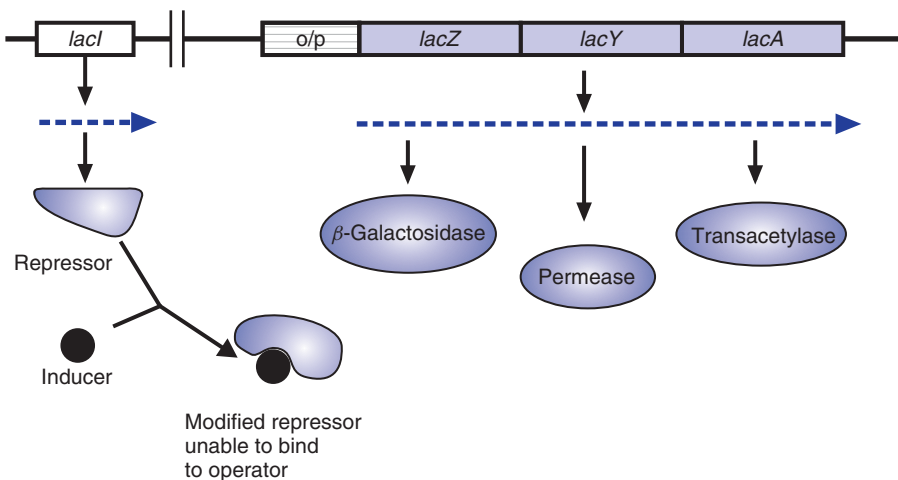 lacI
o/p
lacZ
lacY
lacA
β-Galactosidase
Permease
Transacetylase
Repressor
Inducer
Modified repressor
unable to bind
to operator